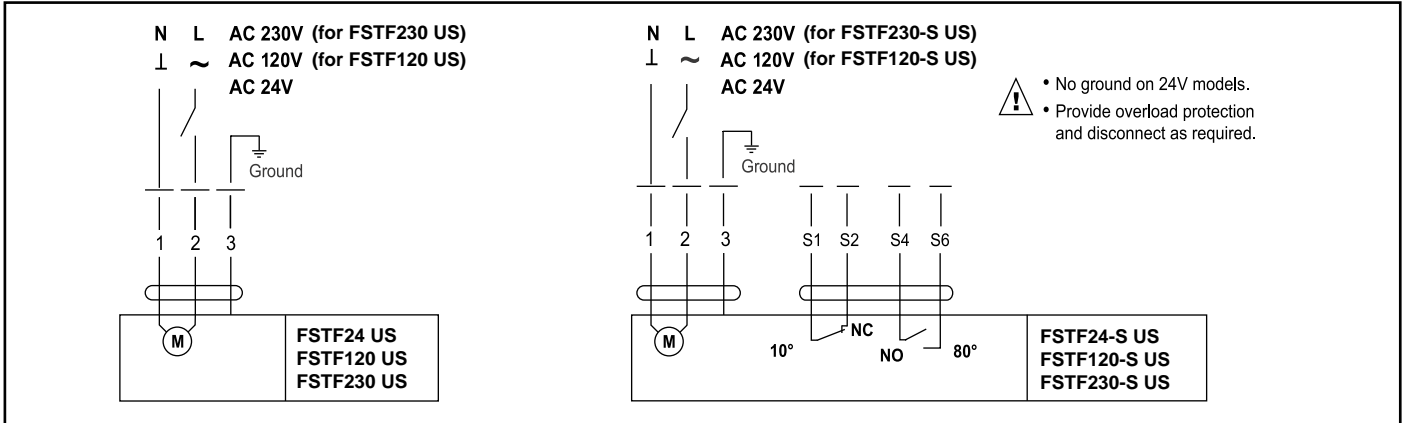 N L AC 230V (for FSTF230 US)
⊥ ~ AC 120V (for FSTF120 US)
AC 24V
Ground
1 2 3
M
FSTF24 US
FSTF120 US
FSTF230 US
N L AC 230V (for FSTF230-S US)
⊥ ~ AC 120V (for FSTF120-S US)
AC 24V
Ground
1 2 3 S1 S2 S4 S6
M
10° NC NO 80°
FSTF24-S US
FSTF120-S US
FSTF230-S US
!
• No ground on 24V models.
• Provide overload protection
and disconnect as required.